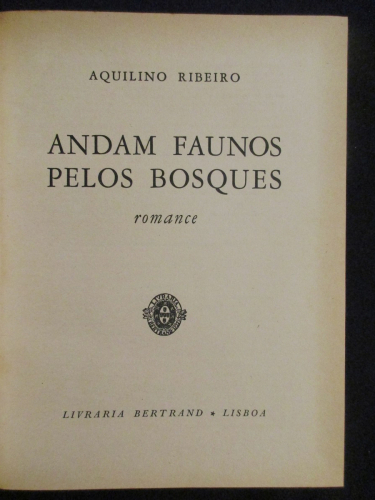 AQUILINO RIBEIRO
ANDAM FAUNOS
PELOS BOSQUES
romance
LIVRARIA BERTRAND • LISBOA